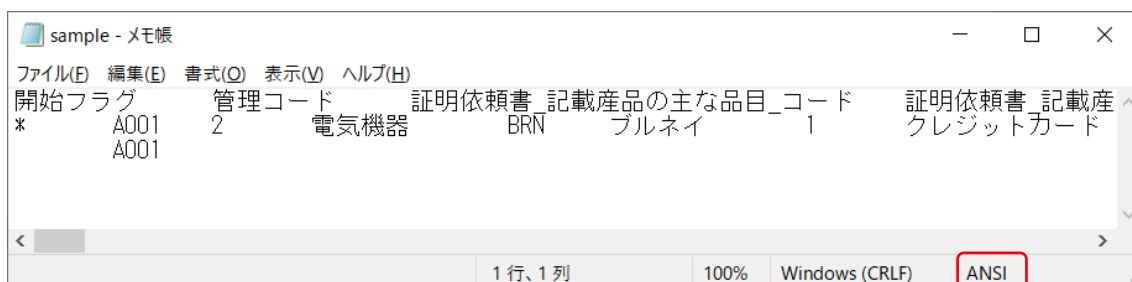 sample - メモ帳
ファイル(F) 編集(E) 書式(O) 表示(V) ヘルプ(H)
開始フラグ 管理コード 証明依頼書_記載産品の主な品目_コード 証明依頼書_記載産
* A001 2 電気機器 BRN ブルネイ 1 クレジットカード
A001
1 行、1 列 100% Windows (CRLF) ANSI